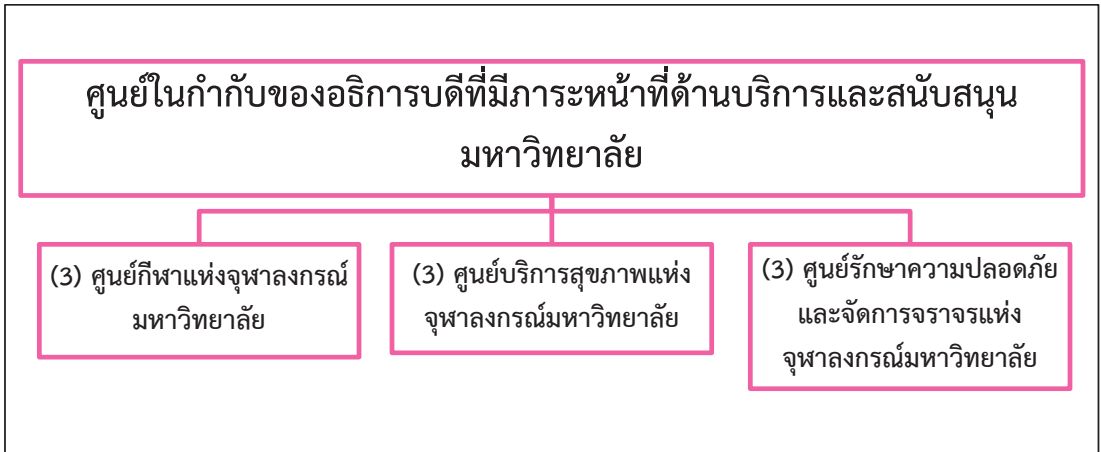 ศูนย์ในกำกับของอธิการบดีที่มีภาระหน้าที่ด้านบริการและสนับสนุน
มหาวิทยาลัย
(3) ศูนย์กีฬาแห่งจุฬาลงกรณ์
มหาวิทยาลัย
(3) ศูนย์บริการสุขภาพแห่ง
จุฬาลงกรณ์มหาวิทยาลัย
(3) ศูนย์รักษาความปลอดภัย
และจัดการจราจรแห่ง
จุฬาลงกรณ์มหาวิทยาลัย